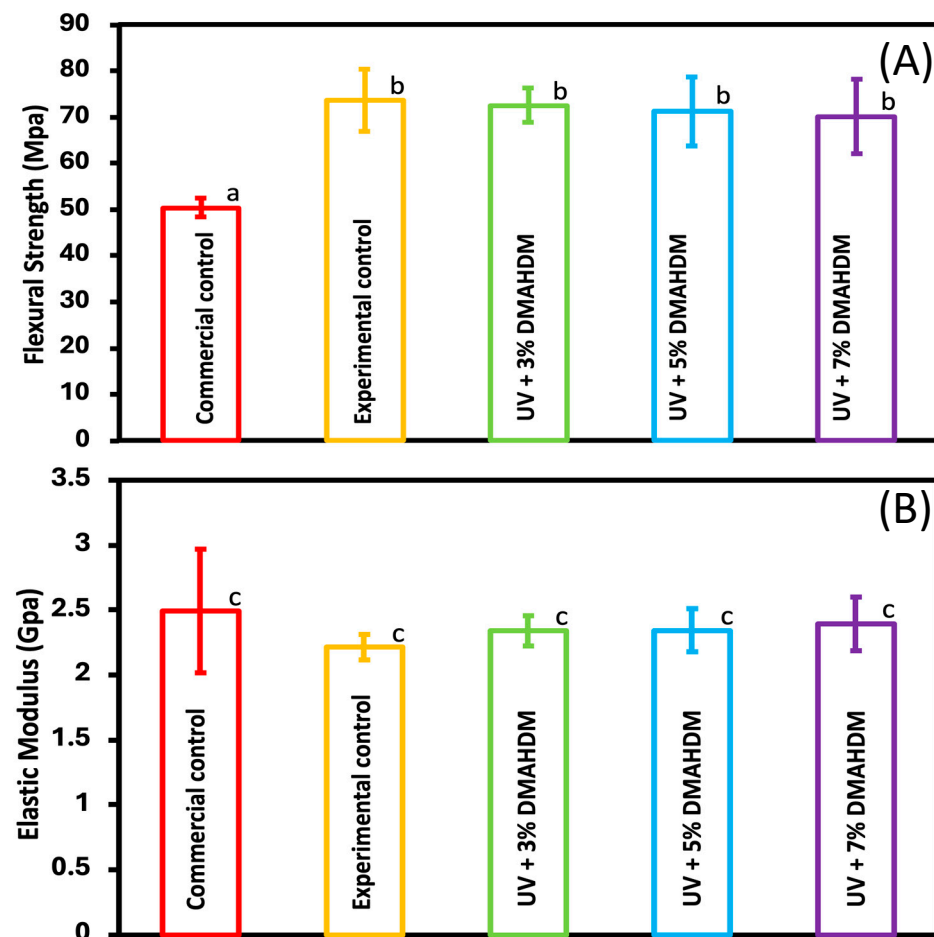 90
80
70
60
50
40
30
20
10
0
Flexural Strength (Mpa)
(A)
a
b
b
b
b
Commercial control
Experimental control
UV + 3% DMAHDM
UV + 5% DMAHDM
UV + 7% DMAHDM
3.5
3
2.5
2
1.5
1
0.5
0
Elastic Modulus (Gpa)
(B)
c
c
c
c
c
Commercial control
Experimental control
UV + 3% DMAHDM
UV + 5% DMAHDM
UV + 7% DMAHDM